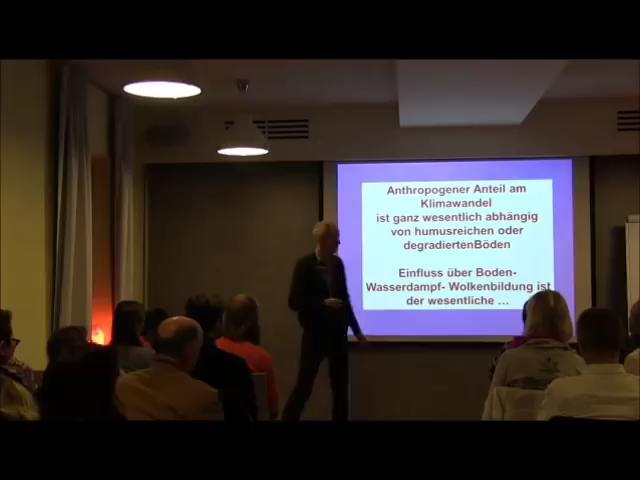 Anthropogener Anteil am
Klimawandel
ist ganz wesentlich abhängig
von humusreichen oder
degradiertenBöden
Einfluss über Boden-
Wasserdampf- Wolkenbildung ist
der wesentliche ...